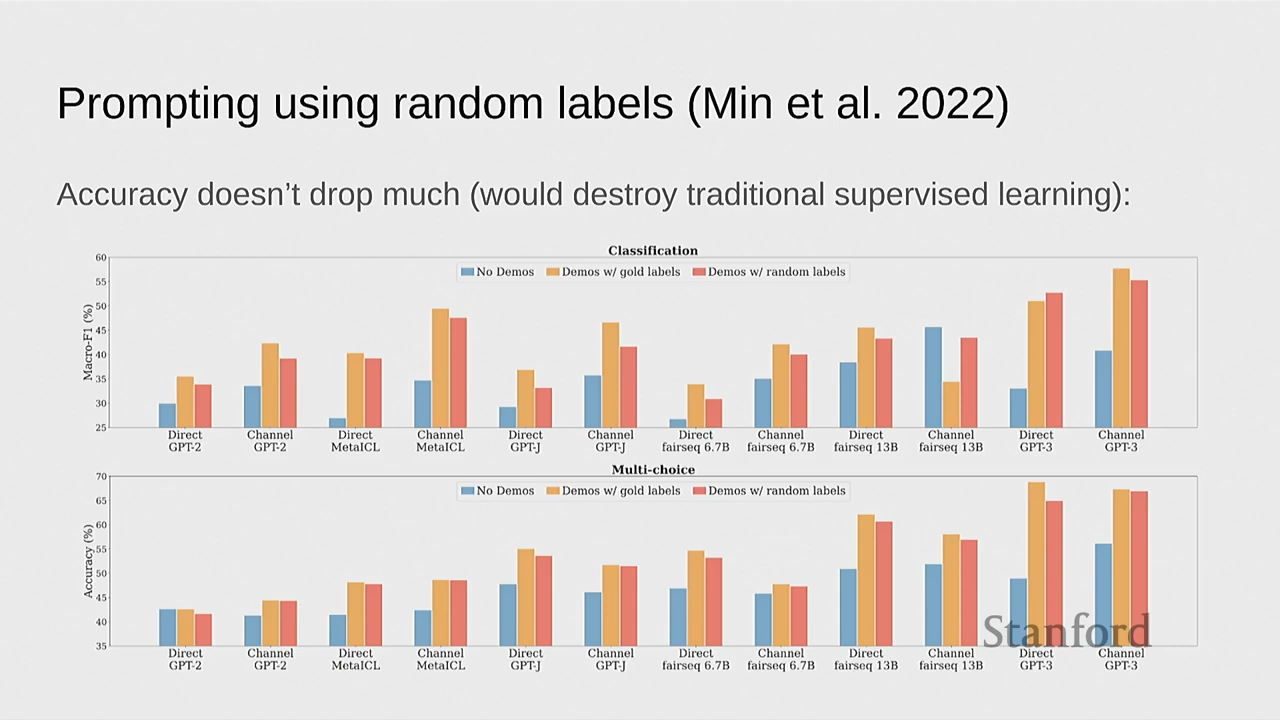 Prompting using random labels (Min et al. 2022)
Accuracy doesn’t drop much (would destroy traditional supervised learning):
Classification
No Demos Demos w/ gold labels Demos w/ random labels
Macro-F1 (%)
60
55
50
45
40
35
30
25
Direct GPT-2
Channel GPT-2
Direct MetaICL
Channel MetaICL
Direct GPT-J
Channel GPT-J
Direct fairseq 6.7B
Channel fairseq 6.7B
Direct fairseq 13B
Channel fairseq 13B
Direct GPT-3
Channel GPT-3
Multi-choice
No Demos Demos w/ gold labels Demos w/ random labels
Accuracy (%)
70
65
60
55
50
45
40
35
Direct GPT-2
Channel GPT-2
Direct MetaICL
Channel MetaICL
Direct GPT-J
Channel GPT-J
Direct fairseq 6.7B
Channel fairseq 6.7B
Direct fairseq 13B
Channel fairseq 13B
Direct GPT-3
Channel GPT-3
Stanford